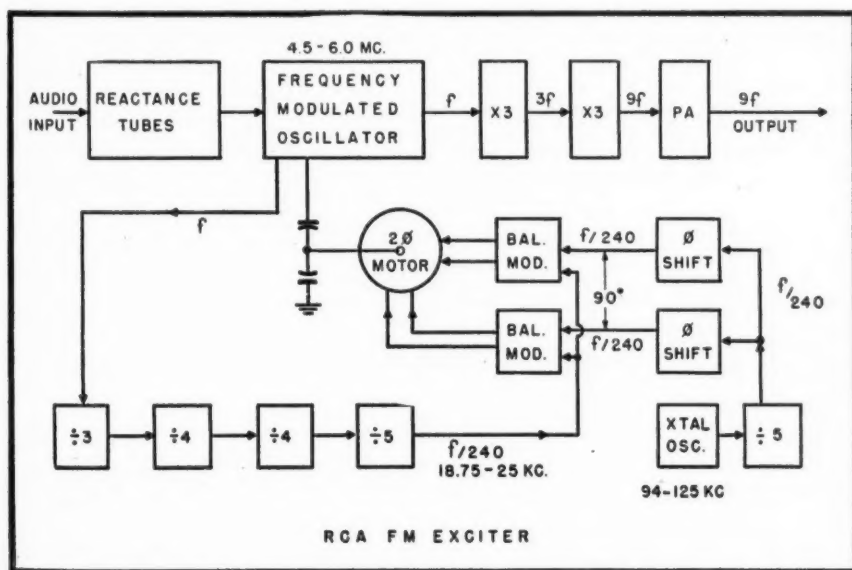 4.5-6.0 MC.
AUDIO INPUT
REACTANCE TUBES
FREQUENCY MODULATED OSCILLATOR
f
X3
3f
X3
9f
PA
9f
OUTPUT
f
2Ø MOTOR
BAL. MOD.
f/240
Ø SHIFT
90°
f/240
BAL. MOD.
f/240
Ø SHIFT
÷3
÷4
÷4
÷5
f/240
18.75-25 KC.
XTAL OSC.
÷5
94-125 KC
RCA FM EXCITER